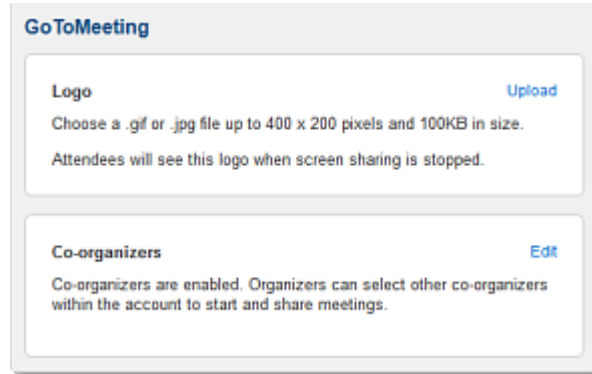 GoToMeeting
Logo
Upload
Choose a .gif or .jpg file up to 400 x 200 pixels and 100KB in size.
Attendees will see this logo when screen sharing is stopped.
Co-organizers
Edit
Co-organizers are enabled. Organizers can select other co-organizers
within the account to start and share meetings.